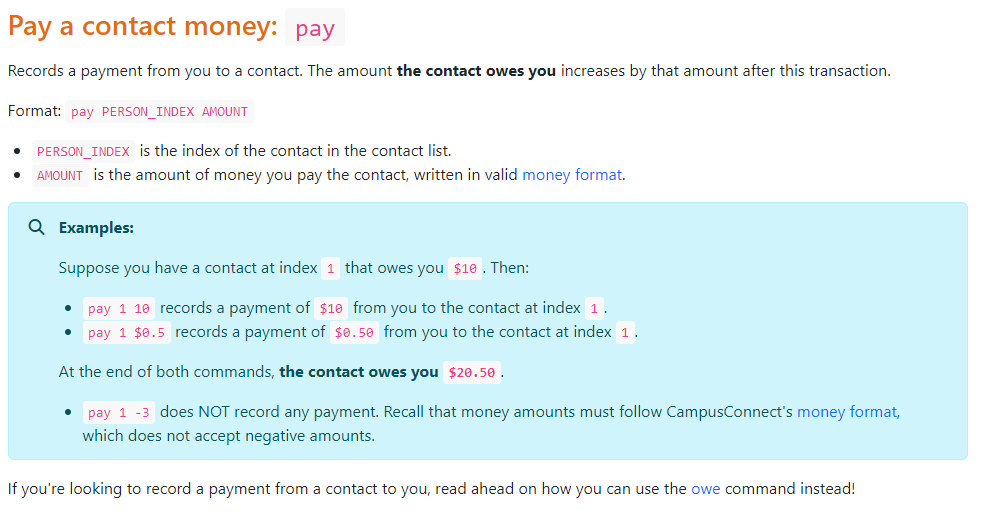 Pay a contact money: pay
Records a payment from you to a contact. The amount the contact owes you increases by that amount after this transaction.
Format: pay PERSON_INDEX AMOUNT
• PERSON_INDEX is the index of the contact in the contact list.
• AMOUNT is the amount of money you pay the contact, written in valid money format.
Examples:
Suppose you have a contact at index 1 that owes you $10. Then:
• pay 1 10 records a payment of $10 from you to the contact at index 1.
• pay 1 $0.5 records a payment of $0.50 from you to the contact at index 1.
At the end of both commands, the contact owes you $20.50.
• pay 1 -3 does NOT record any payment. Recall that money amounts must follow CampusConnect's money format,
which does not accept negative amounts.
If you're looking to record a payment from a contact to you, read ahead on how you can use the owe command instead!